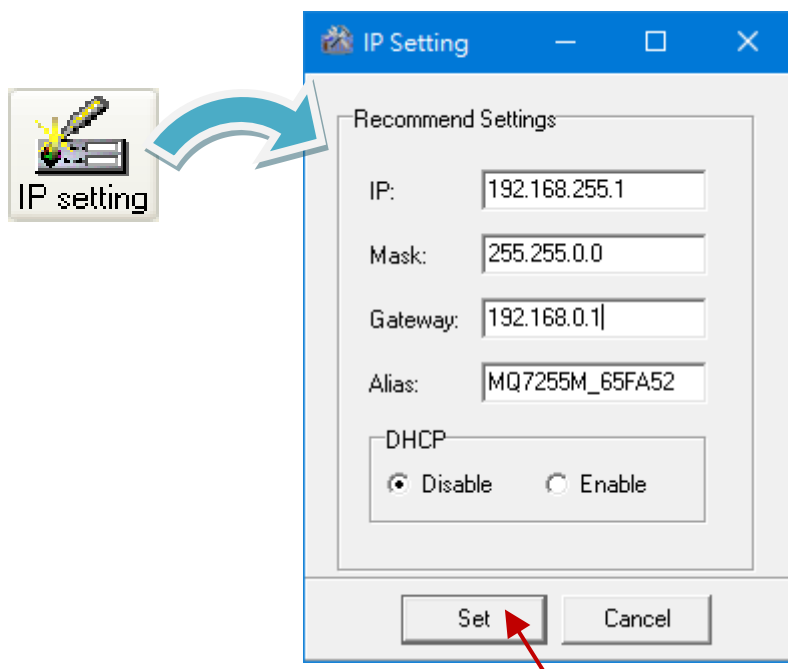 IP setting
IP Setting
Recommend Settings
IP: 192.168.255.1
Mask: 255.255.0.0
Gateway: 192.168.0.1
Alias: MQ7255M_65FA52
DHCP
Disable Enable
Set Cancel